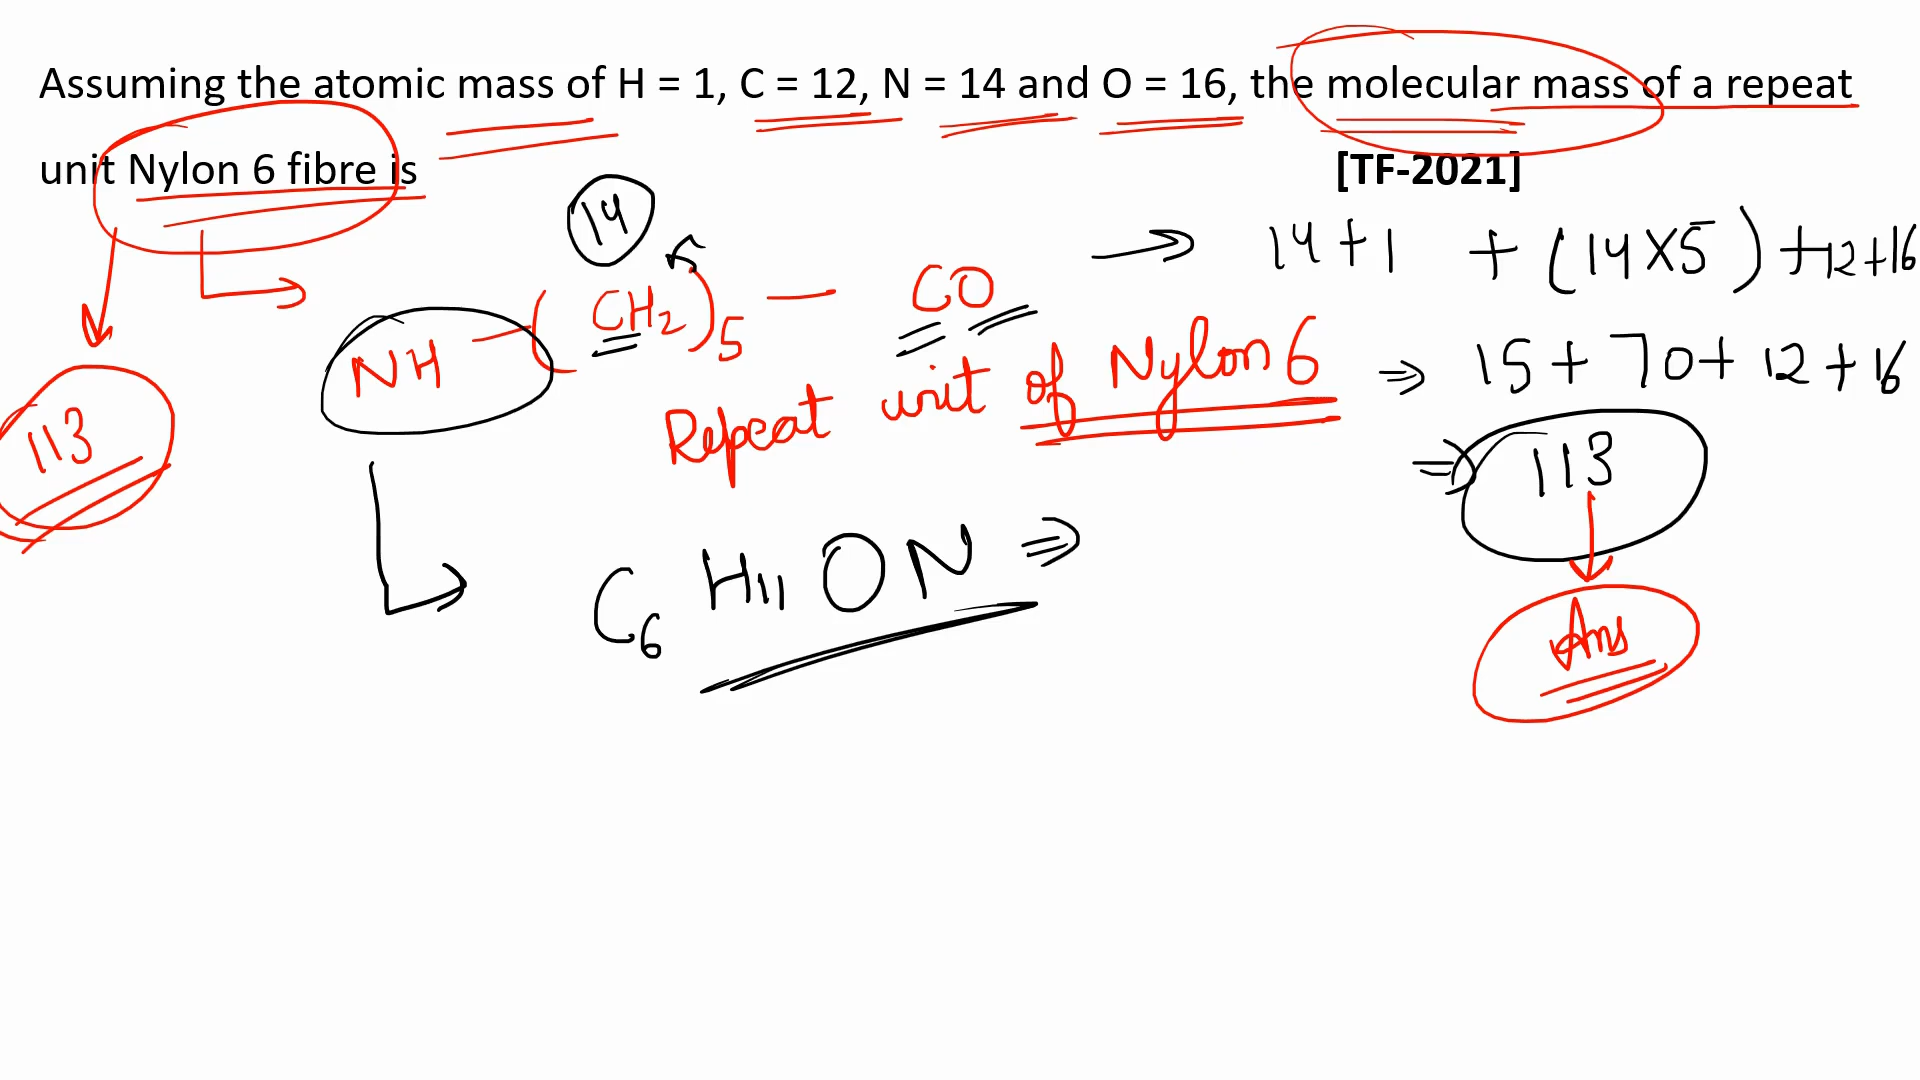 Assuming the atomic mass of H = 1, C = 12, N = 14 and O = 16, the molecular mass of a repeat
unit Nylon 6 fibre is [TF-2021]
14
14 + 1 + (14 X 5) + 12 + 16
NH - (CH2)5 - CO
Repeat unit of Nylon 6
⇒ 15 + 70 + 12 + 16
113
⇒ 113
C6 H11 O N ⇒
Ans